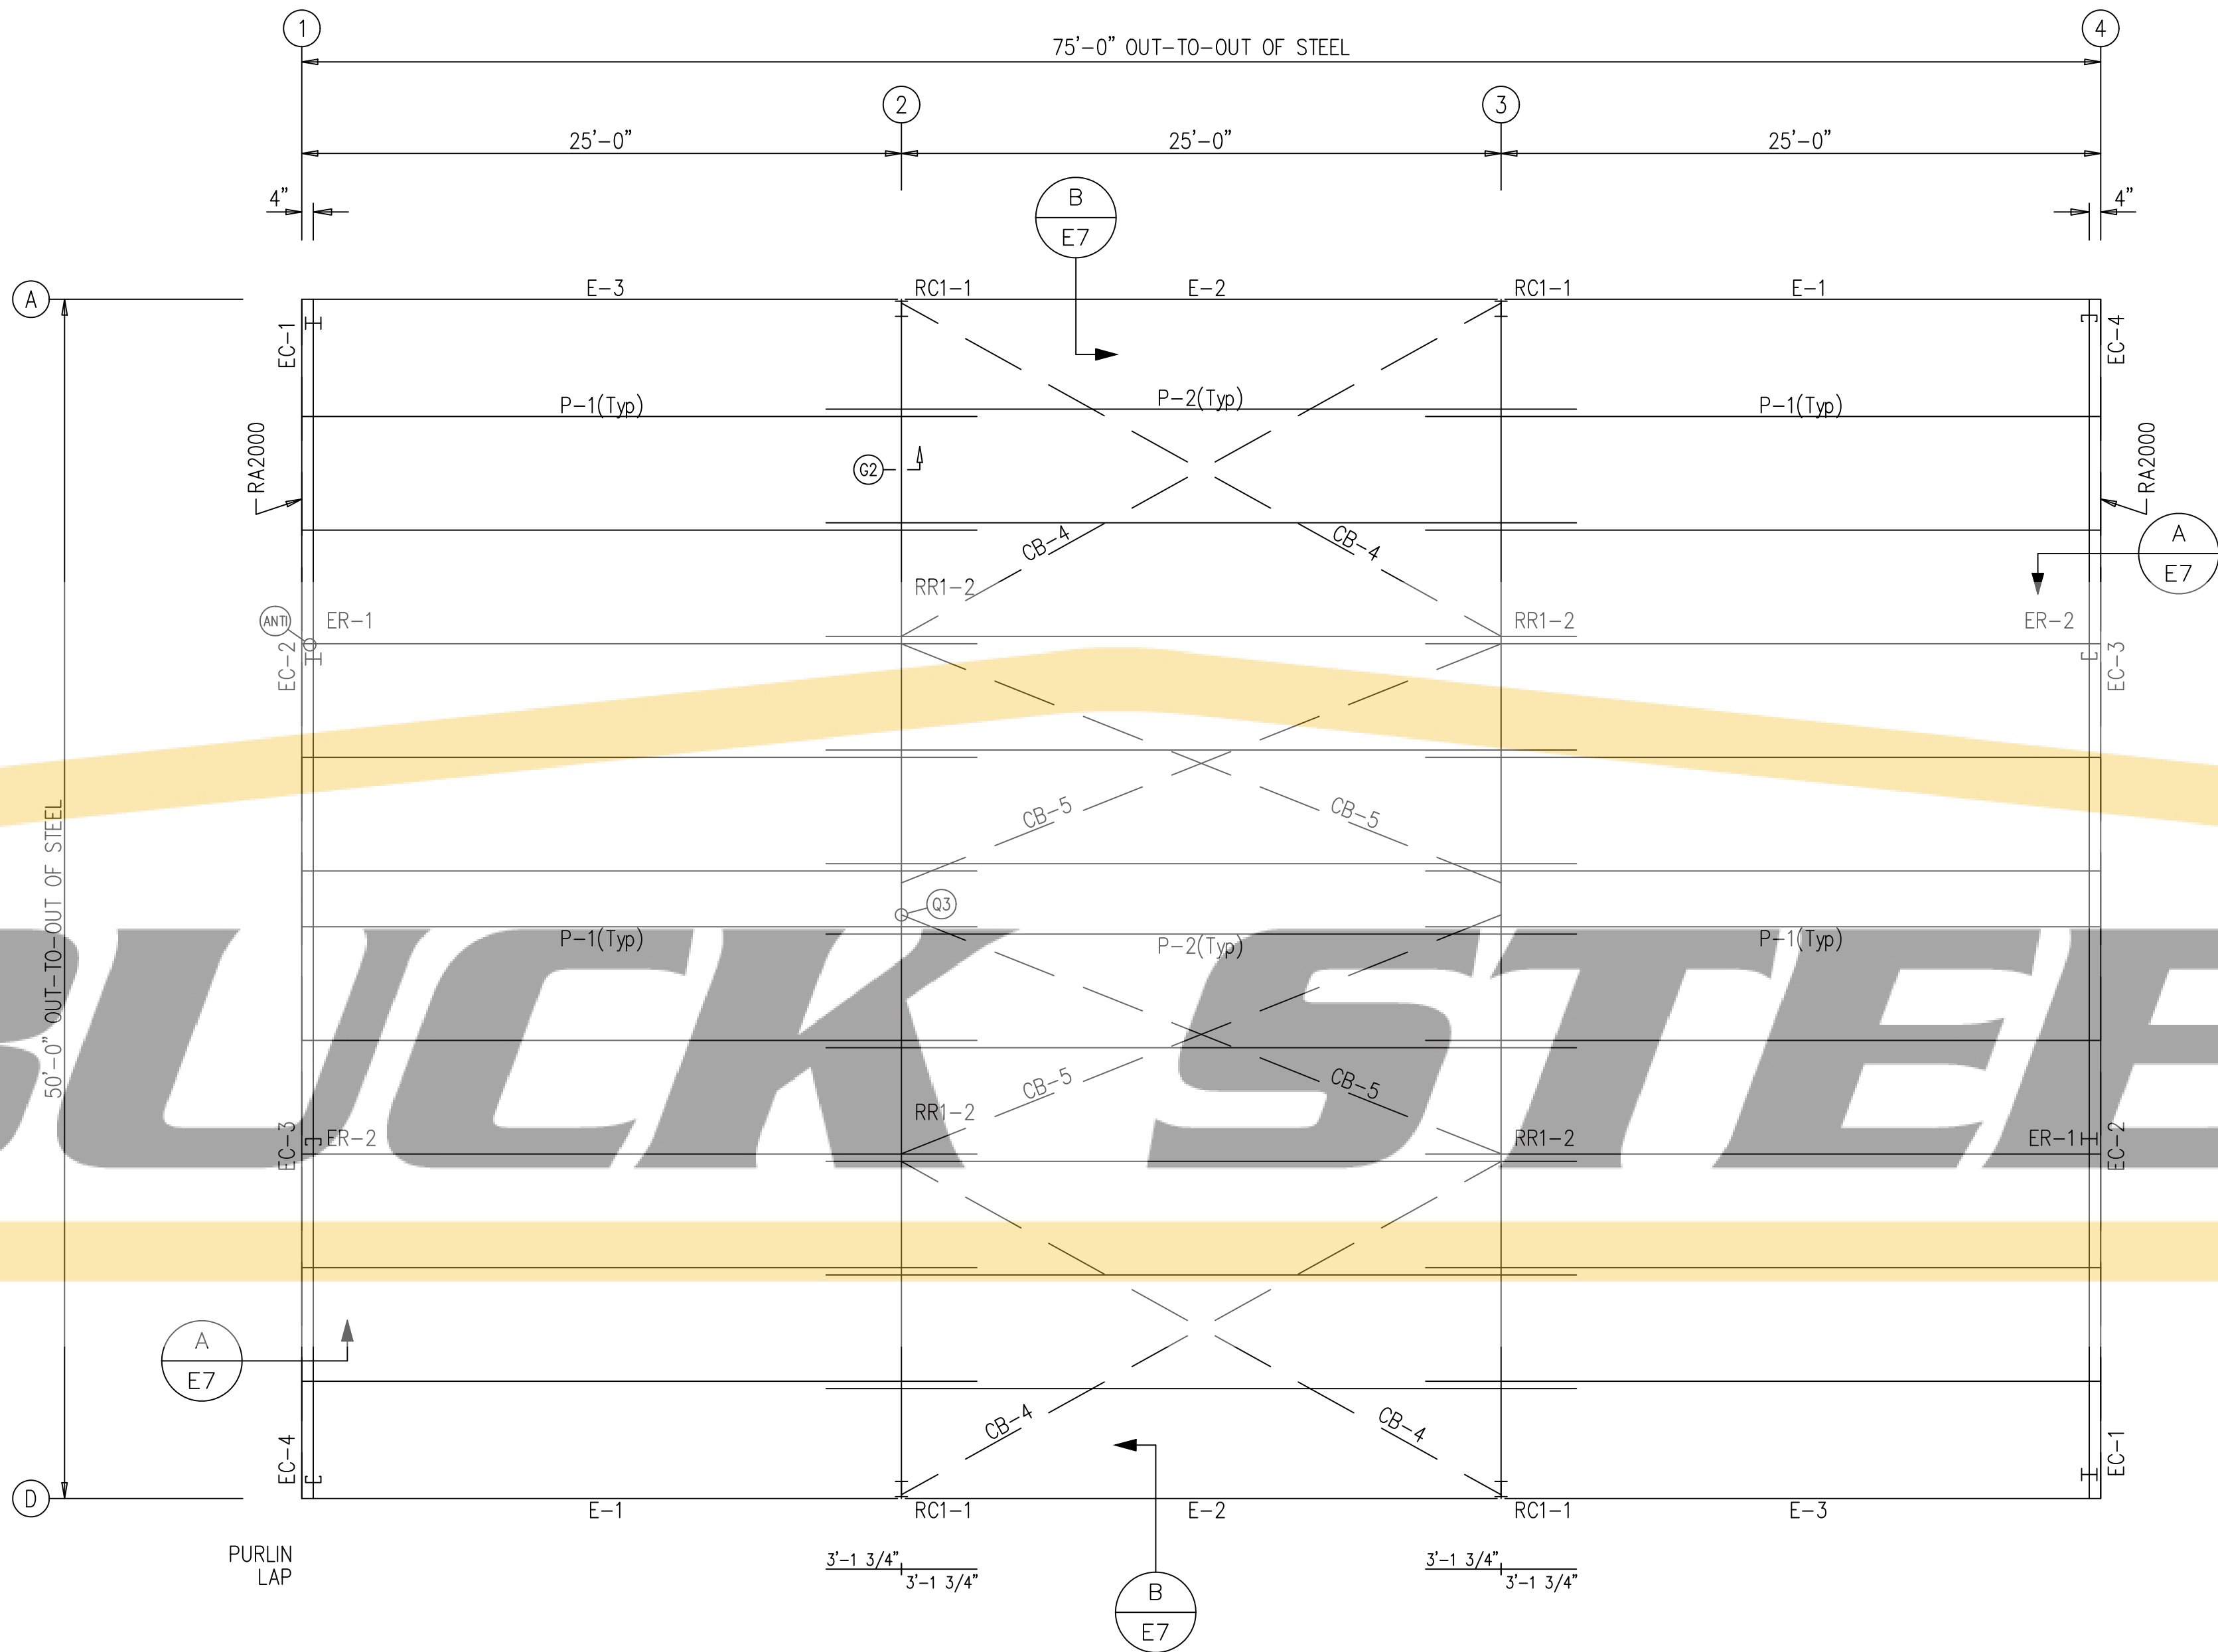 1
4
75'-0" OUT-TO-OUT OF STEEL
2
3
25'-0"
25'-0"
25'-0"
4"
4"
B
E7
A
E-3
RC1-1
E-2
RC1-1
E-1
EC-1
EC-4
P-1(Typ)
P-2(Typ)
P-1(Typ)
RA2000
RA2000
G2
CB-4
CB-4
A
E7
RR1-2
ANTI
ER-1
RR1-2
ER-2
EC-2
EC-3
50'-0" OUT-TO-OUT OF STEEL
CB-5
CB-5
Q3
P-1(Typ)
P-2(Typ)
P-1(Typ)
BUCK STEE
CB-5
CB-5
RR1-2
EC-3
ER-2
RR1-2
ER-1
EC-2
A
E7
CB-4
CB-4
EC-4
EC-1
D
E-1
RC1-1
E-2
RC1-1
E-3
PURLIN
LAP
3'-1 3/4"
3'-1 3/4"
3'-1 3/4"
3'-1 3/4"
B
E7